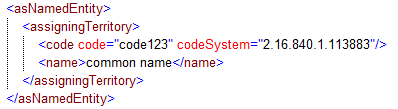 <asNamedEntity>
<assigningTerritory>
<code code="code123" codeSystem="2.16.840.1.113883"/>
<name>common name</name>
</assigningTerritory>
</asNamedEntity>